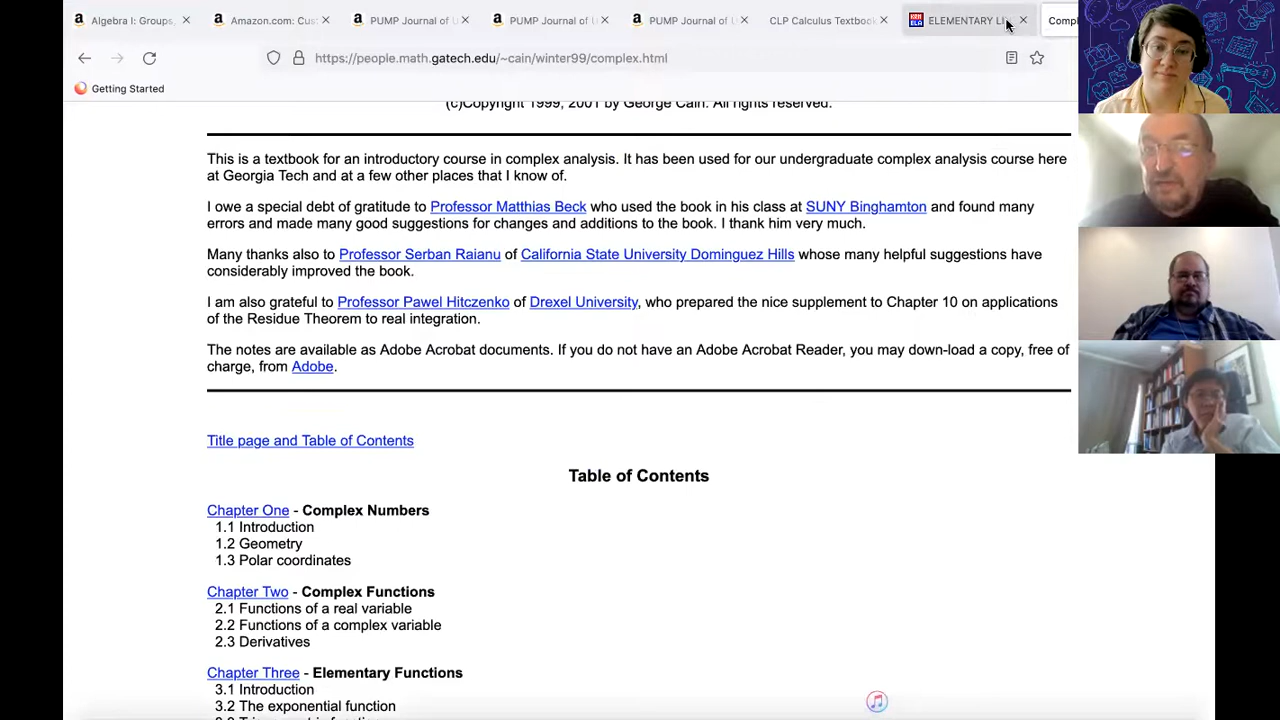 Algebra I: Groups,
Amazon.com: Cus
PUMP Journal of U
PUMP Journal of U
PUMP Journal of U
CLP Calculus Textbook
ELEMENTARY LI
Compl
https://people.math.gatech.edu/~cain/winter99/complex.html
Getting Started
(c)Copyright 1999, 2001 by George Cain. All rights reserved.
This is a textbook for an introductory course in complex analysis. It has been used for our undergraduate complex analysis course here
at Georgia Tech and at a few other places that I know of.
I owe a special debt of gratitude to Professor Matthias Beck who used the book in his class at SUNY Binghamton and found many
errors and made many good suggestions for changes and additions to the book. I thank him very much.
Many thanks also to Professor Serban Raianu of California State University Dominguez Hills whose many helpful suggestions have
considerably improved the book.
I am also grateful to Professor Pawel Hitczenko of Drexel University, who prepared the nice supplement to Chapter 10 on applications
of the Residue Theorem to real integration.
The notes are available as Adobe Acrobat documents. If you do not have an Adobe Acrobat Reader, you may down-load a copy, free of
charge, from Adobe.
Title page and Table of Contents
Table of Contents
Chapter One - Complex Numbers
1.1 Introduction
1.2 Geometry
1.3 Polar coordinates
Chapter Two - Complex Functions
2.1 Functions of a real variable
2.2 Functions of a complex variable
2.3 Derivatives
Chapter Three - Elementary Functions
3.1 Introduction
3.2 The exponential function